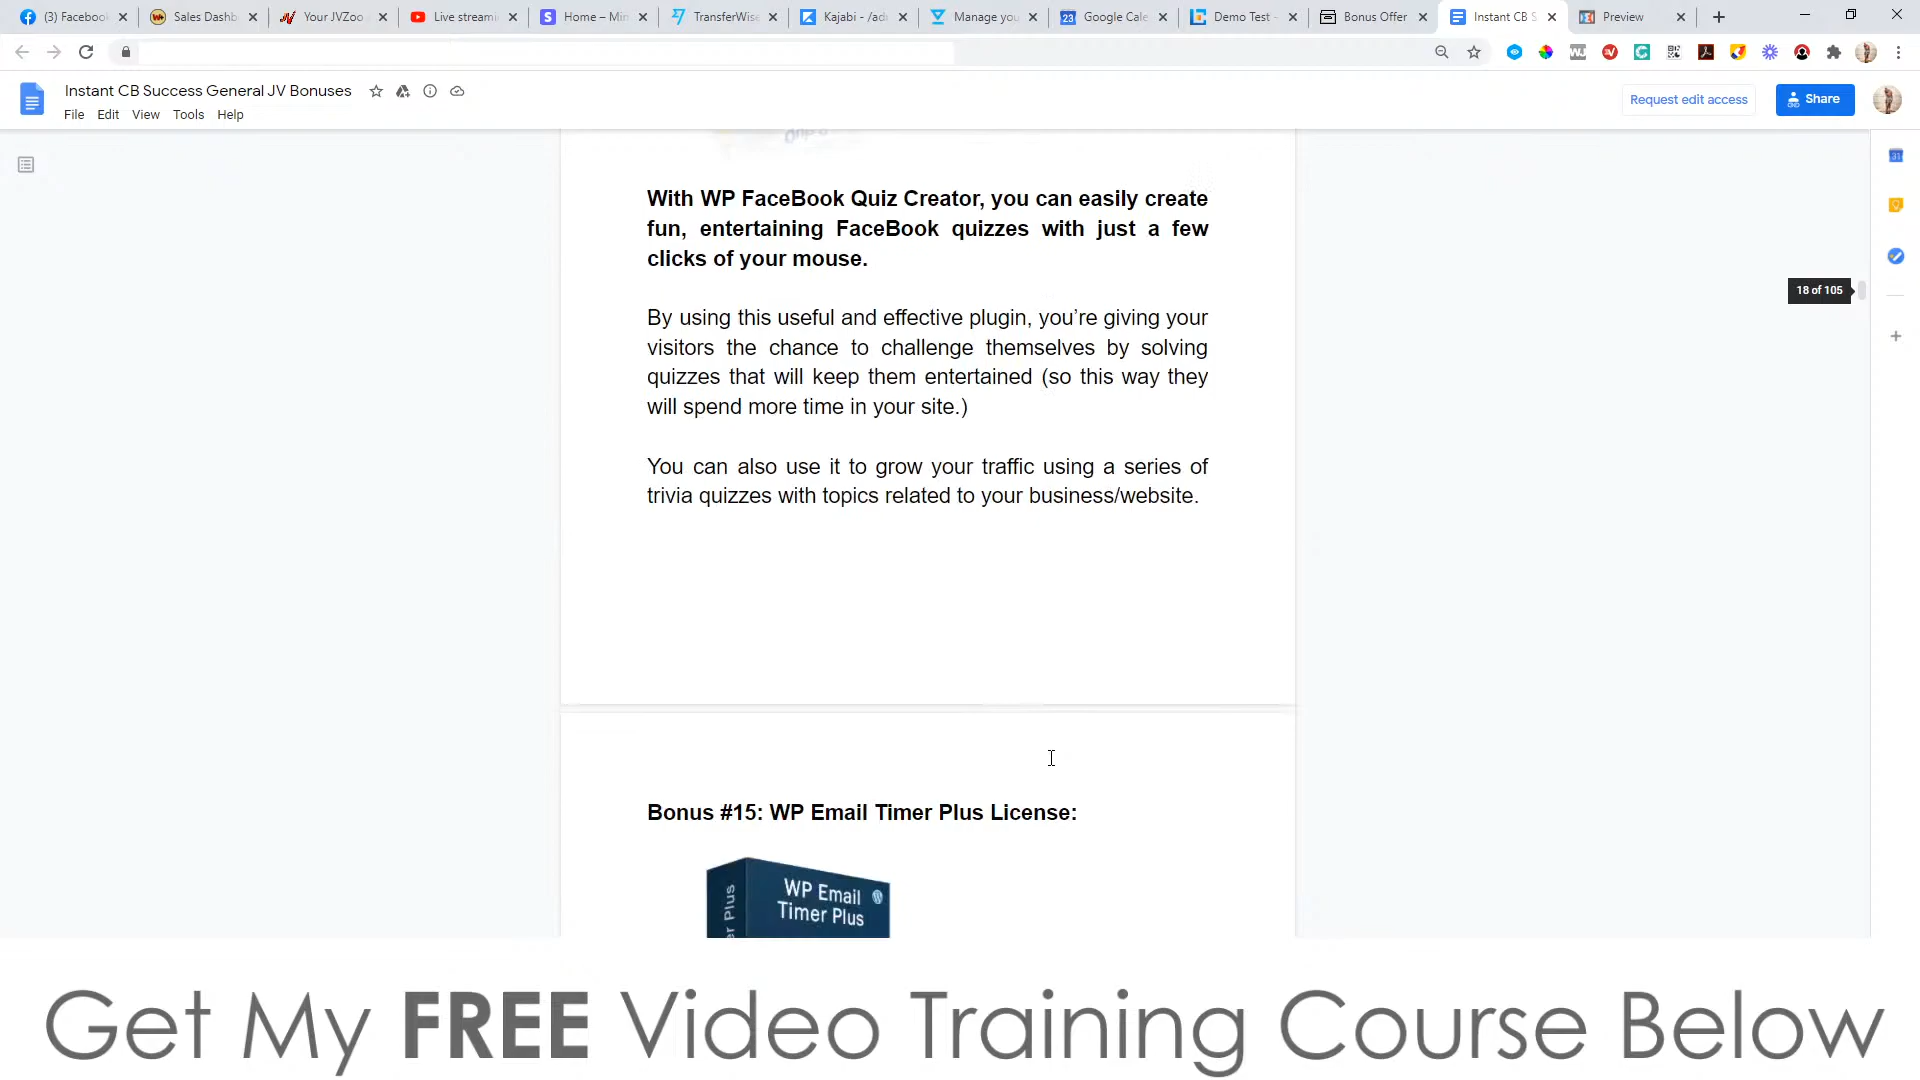 (3) Facebook
Sales Dashb
Your JVZoo
Live streami
Home – Min
TransferWise
Kajabi - /adm
Manage you
Google Cale
Demo Test -
Bonus Offer
Instant CB S
Preview
Instant CB Success General JV Bonuses
File Edit View Tools Help
Request edit access
Share
With WP FaceBook Quiz Creator, you can easily create
fun, entertaining FaceBook quizzes with just a few
clicks of your mouse.
18 of 105
By using this useful and effective plugin, you’re giving your
visitors the chance to challenge themselves by solving
quizzes that will keep them entertained (so this way they
will spend more time in your site.)
You can also use it to grow your traffic using a series of
trivia quizzes with topics related to your business/website.
Bonus #15: WP Email Timer Plus License:
WP Email
Timer Plus
Plus
Get My FREE Video Training Course Below